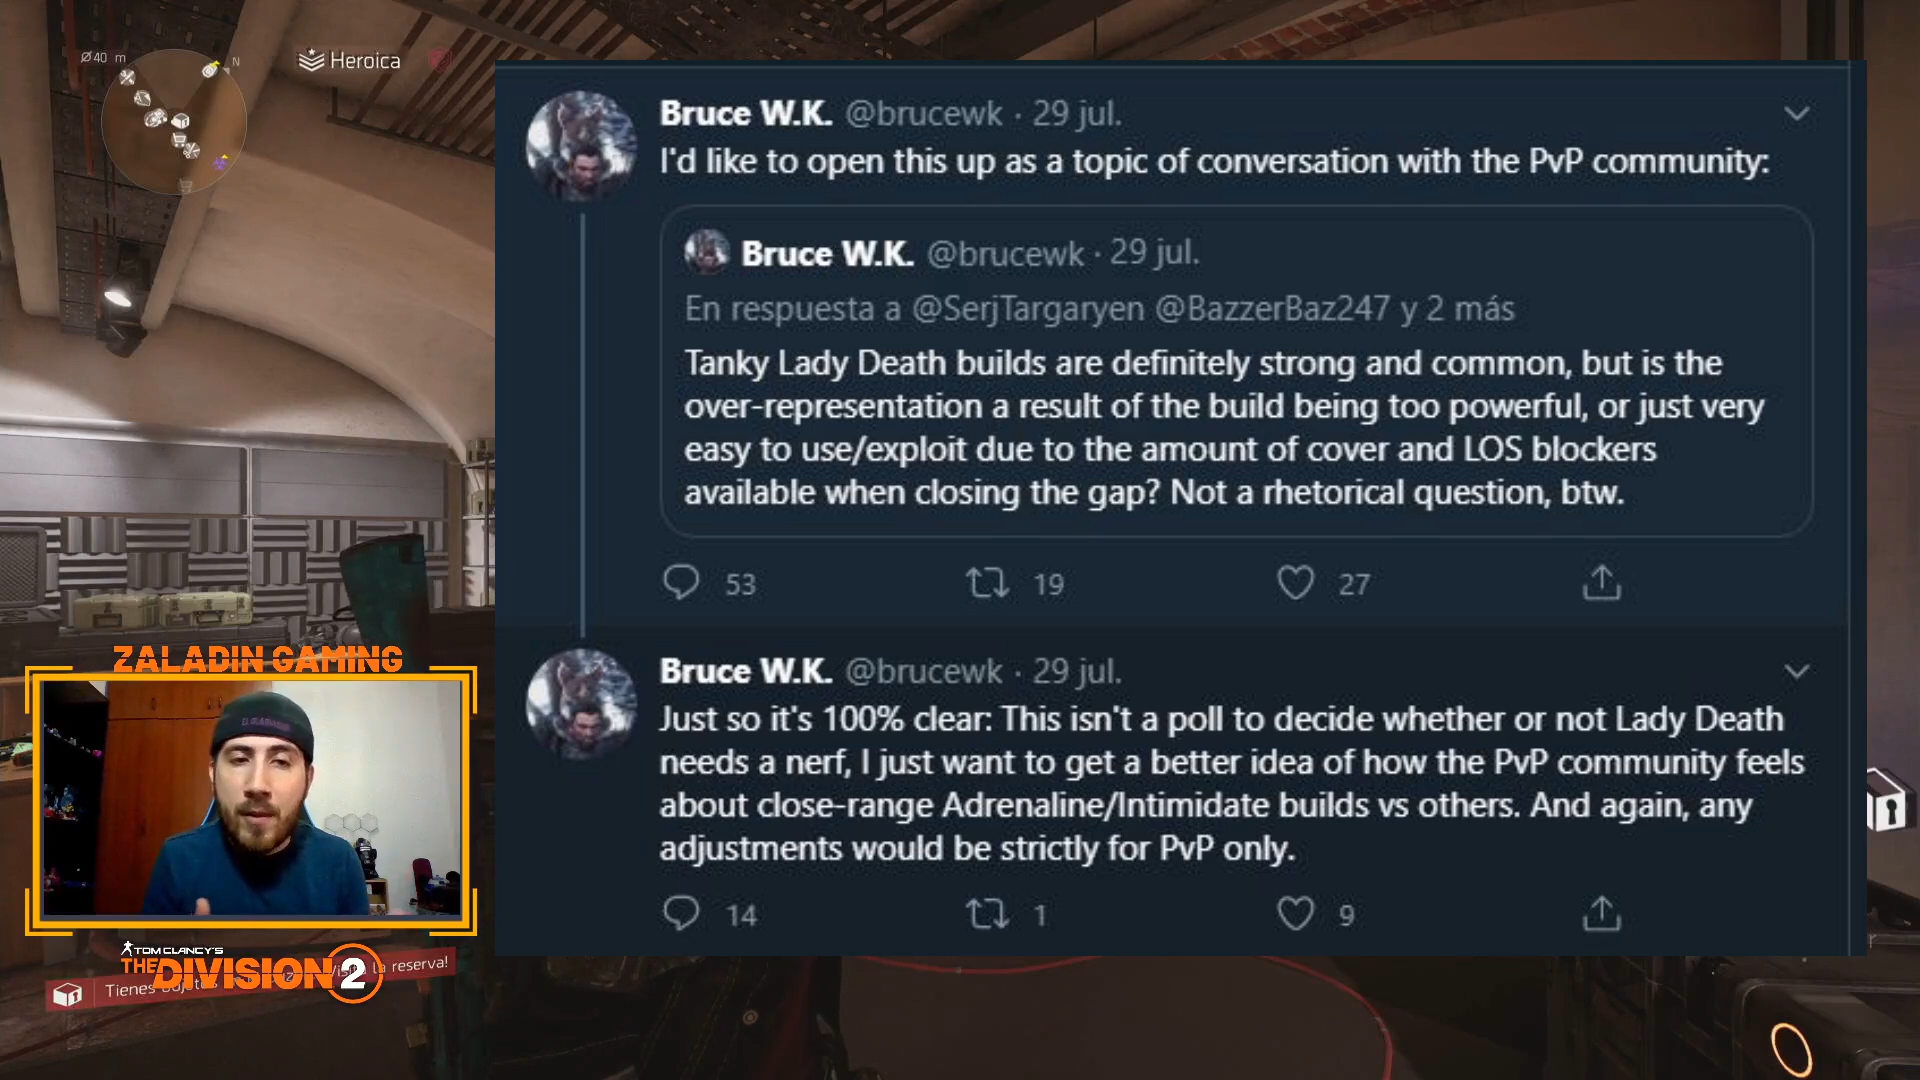 Ø40 m
N
Heroica
Bruce W.K. @brucewk · 29 jul.
I'd like to open this up as a topic of conversation with the PvP community:
Bruce W.K. @brucewk · 29 jul.
En respuesta a @SerjTargaryen @BazzerBaz247 y 2 más
Tanky Lady Death builds are definitely strong and common, but is the
over-representation a result of the build being too powerful, or just very
easy to use/exploit due to the amount of cover and LOS blockers
available when closing the gap? Not a rhetorical question, btw.
53 19 27
Bruce W.K. @brucewk · 29 jul.
Just so it's 100% clear: This isn't a poll to decide whether or not Lady Death
needs a nerf, I just want to get a better idea of how the PvP community feels
about close-range Adrenaline/Intimidate builds vs others. And again, any
adjustments would be strictly for PvP only.
14 1 9
ZALADIN GAMING
TOM CLANCY'S
THE DIVISION 2
Tienes la reserva!